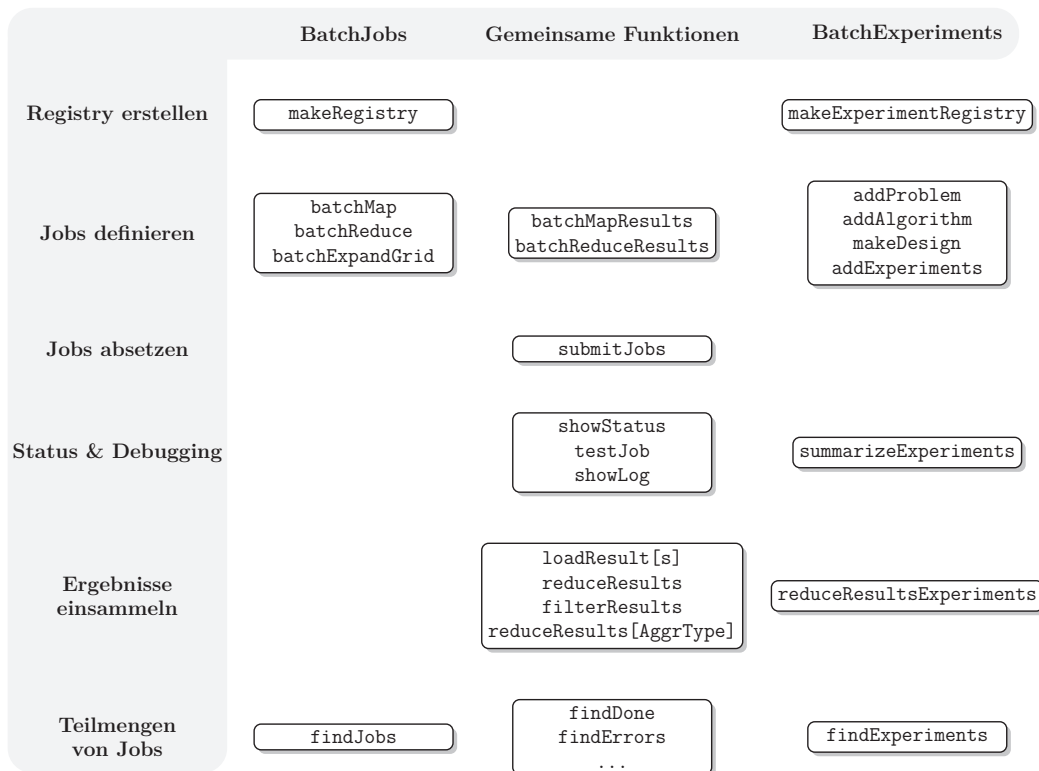 BatchJobs
Gemeinsame Funktionen
BatchExperiments
Registry erstellen
makeRegistry
makeExperimentRegistry
Jobs definieren
batchMap
batchReduce
batchExpandGrid
batchMapResults
batchReduceResults
addProblem
addAlgorithm
makeDesign
addExperiments
Jobs absetzen
submitJobs
Status & Debugging
showStatus
testJob
showLog
summarizeExperiments
Ergebnisse
einsammeln
loadResult[s]
reduceResults
filterResults
reduceResults[AggrType]
reduceResultsExperiments
Teilmengen
von Jobs
findJobs
findDone
findErrors
...
findExperiments